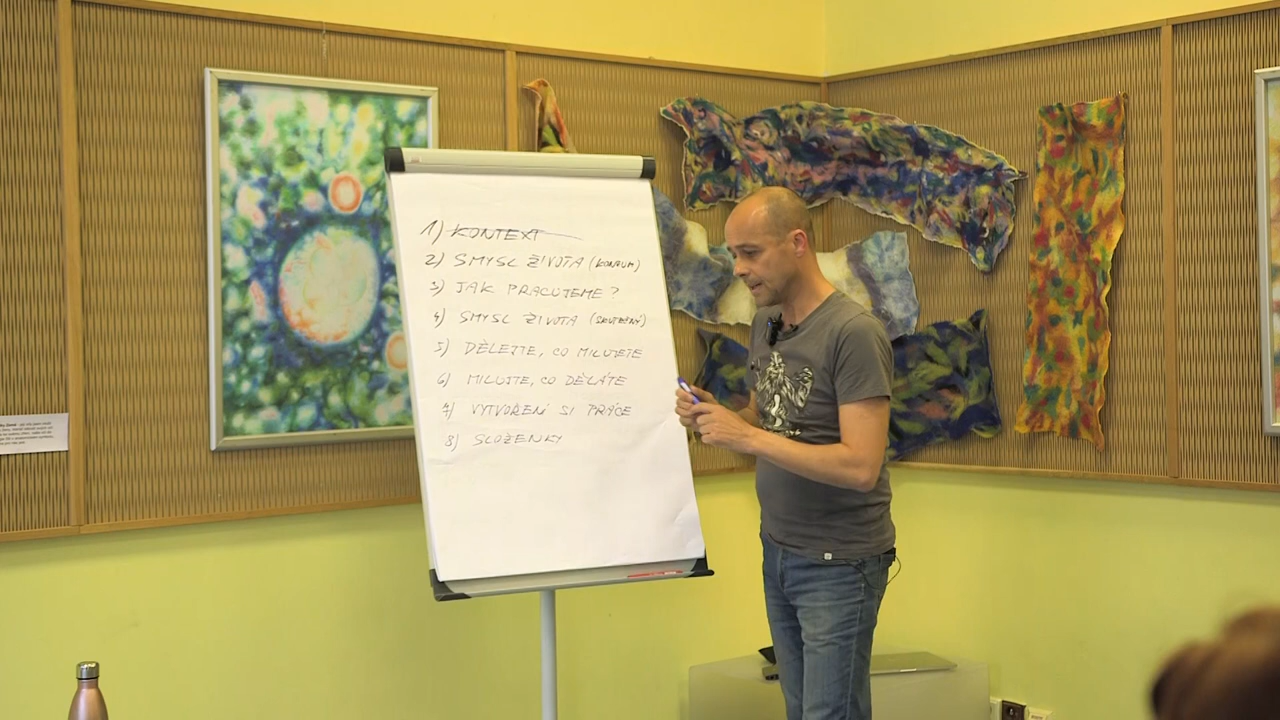 1) KONTEXT
2) SMYSL ŽIVOTA (KONZUM)
3) JAK PRACUJEME?
4) SMYSL ŽIVOTA (SKUTEČNÝ)
5) DĚLEJTE, CO MILUJETE
6) MILUJTE, CO DĚLÁTE
7) VYTVOŘENÍ SI PRÁCE
8) SLOŽENKY